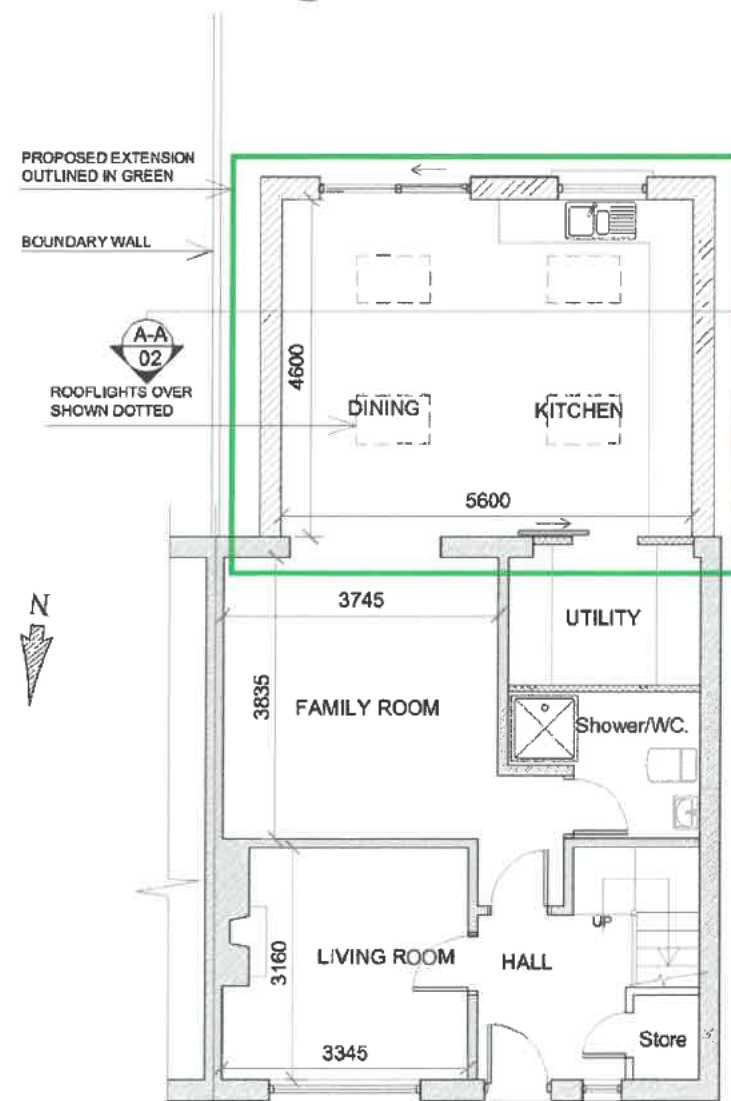 PROPOSED EXTENSION
OUTLINED IN GREEN
BOUNDARY WALL
A-A
02
ROOFLIGHTS OVER
SHOWN DOTTED
4600
DINING
KITCHEN
5600
N
3745
UTILITY
3835
FAMILY ROOM
Shower/WC.
UP
LIVING ROOM
HALL
3160
3345
Store